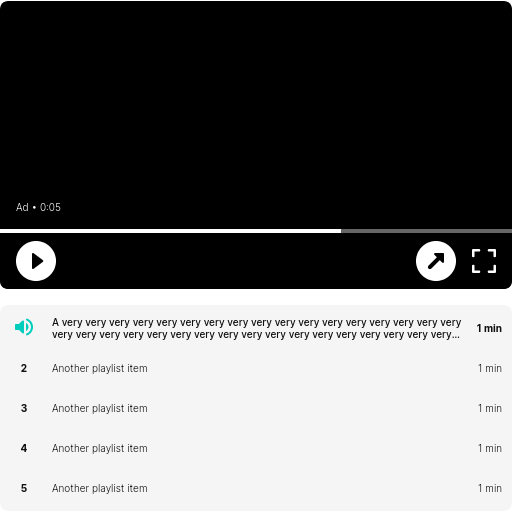 Ad • 0:05
A very very very very very very very very very very very very very very very very very
very very very very very very very very very very very very very very very very very...
1 min
2 Another playlist item 1 min
3 Another playlist item 1 min
4 Another playlist item 1 min
5 Another playlist item 1 min